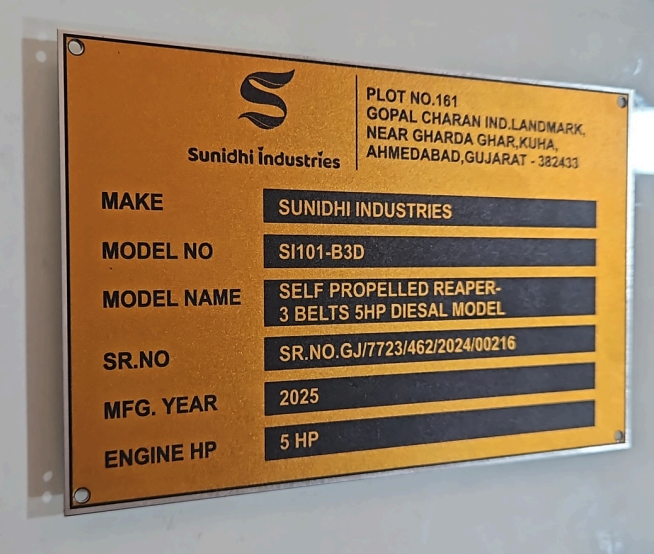 Sunidhi Industries
PLOT NO.161
GOPAL CHARAN IND.LANDMARK,
NEAR GHARDA GHAR,KUHA,
AHMEDABAD,GUJARAT - 382433
MAKE SUNIDHI INDUSTRIES
MODEL NO SI101-B3D
MODEL NAME SELF PROPELLED REAPER-
3 BELTS 5HP DIESAL MODEL
SR.NO SR.NO.GJ/7723/462/2024/00216
MFG. YEAR 2025
ENGINE HP 5 HP